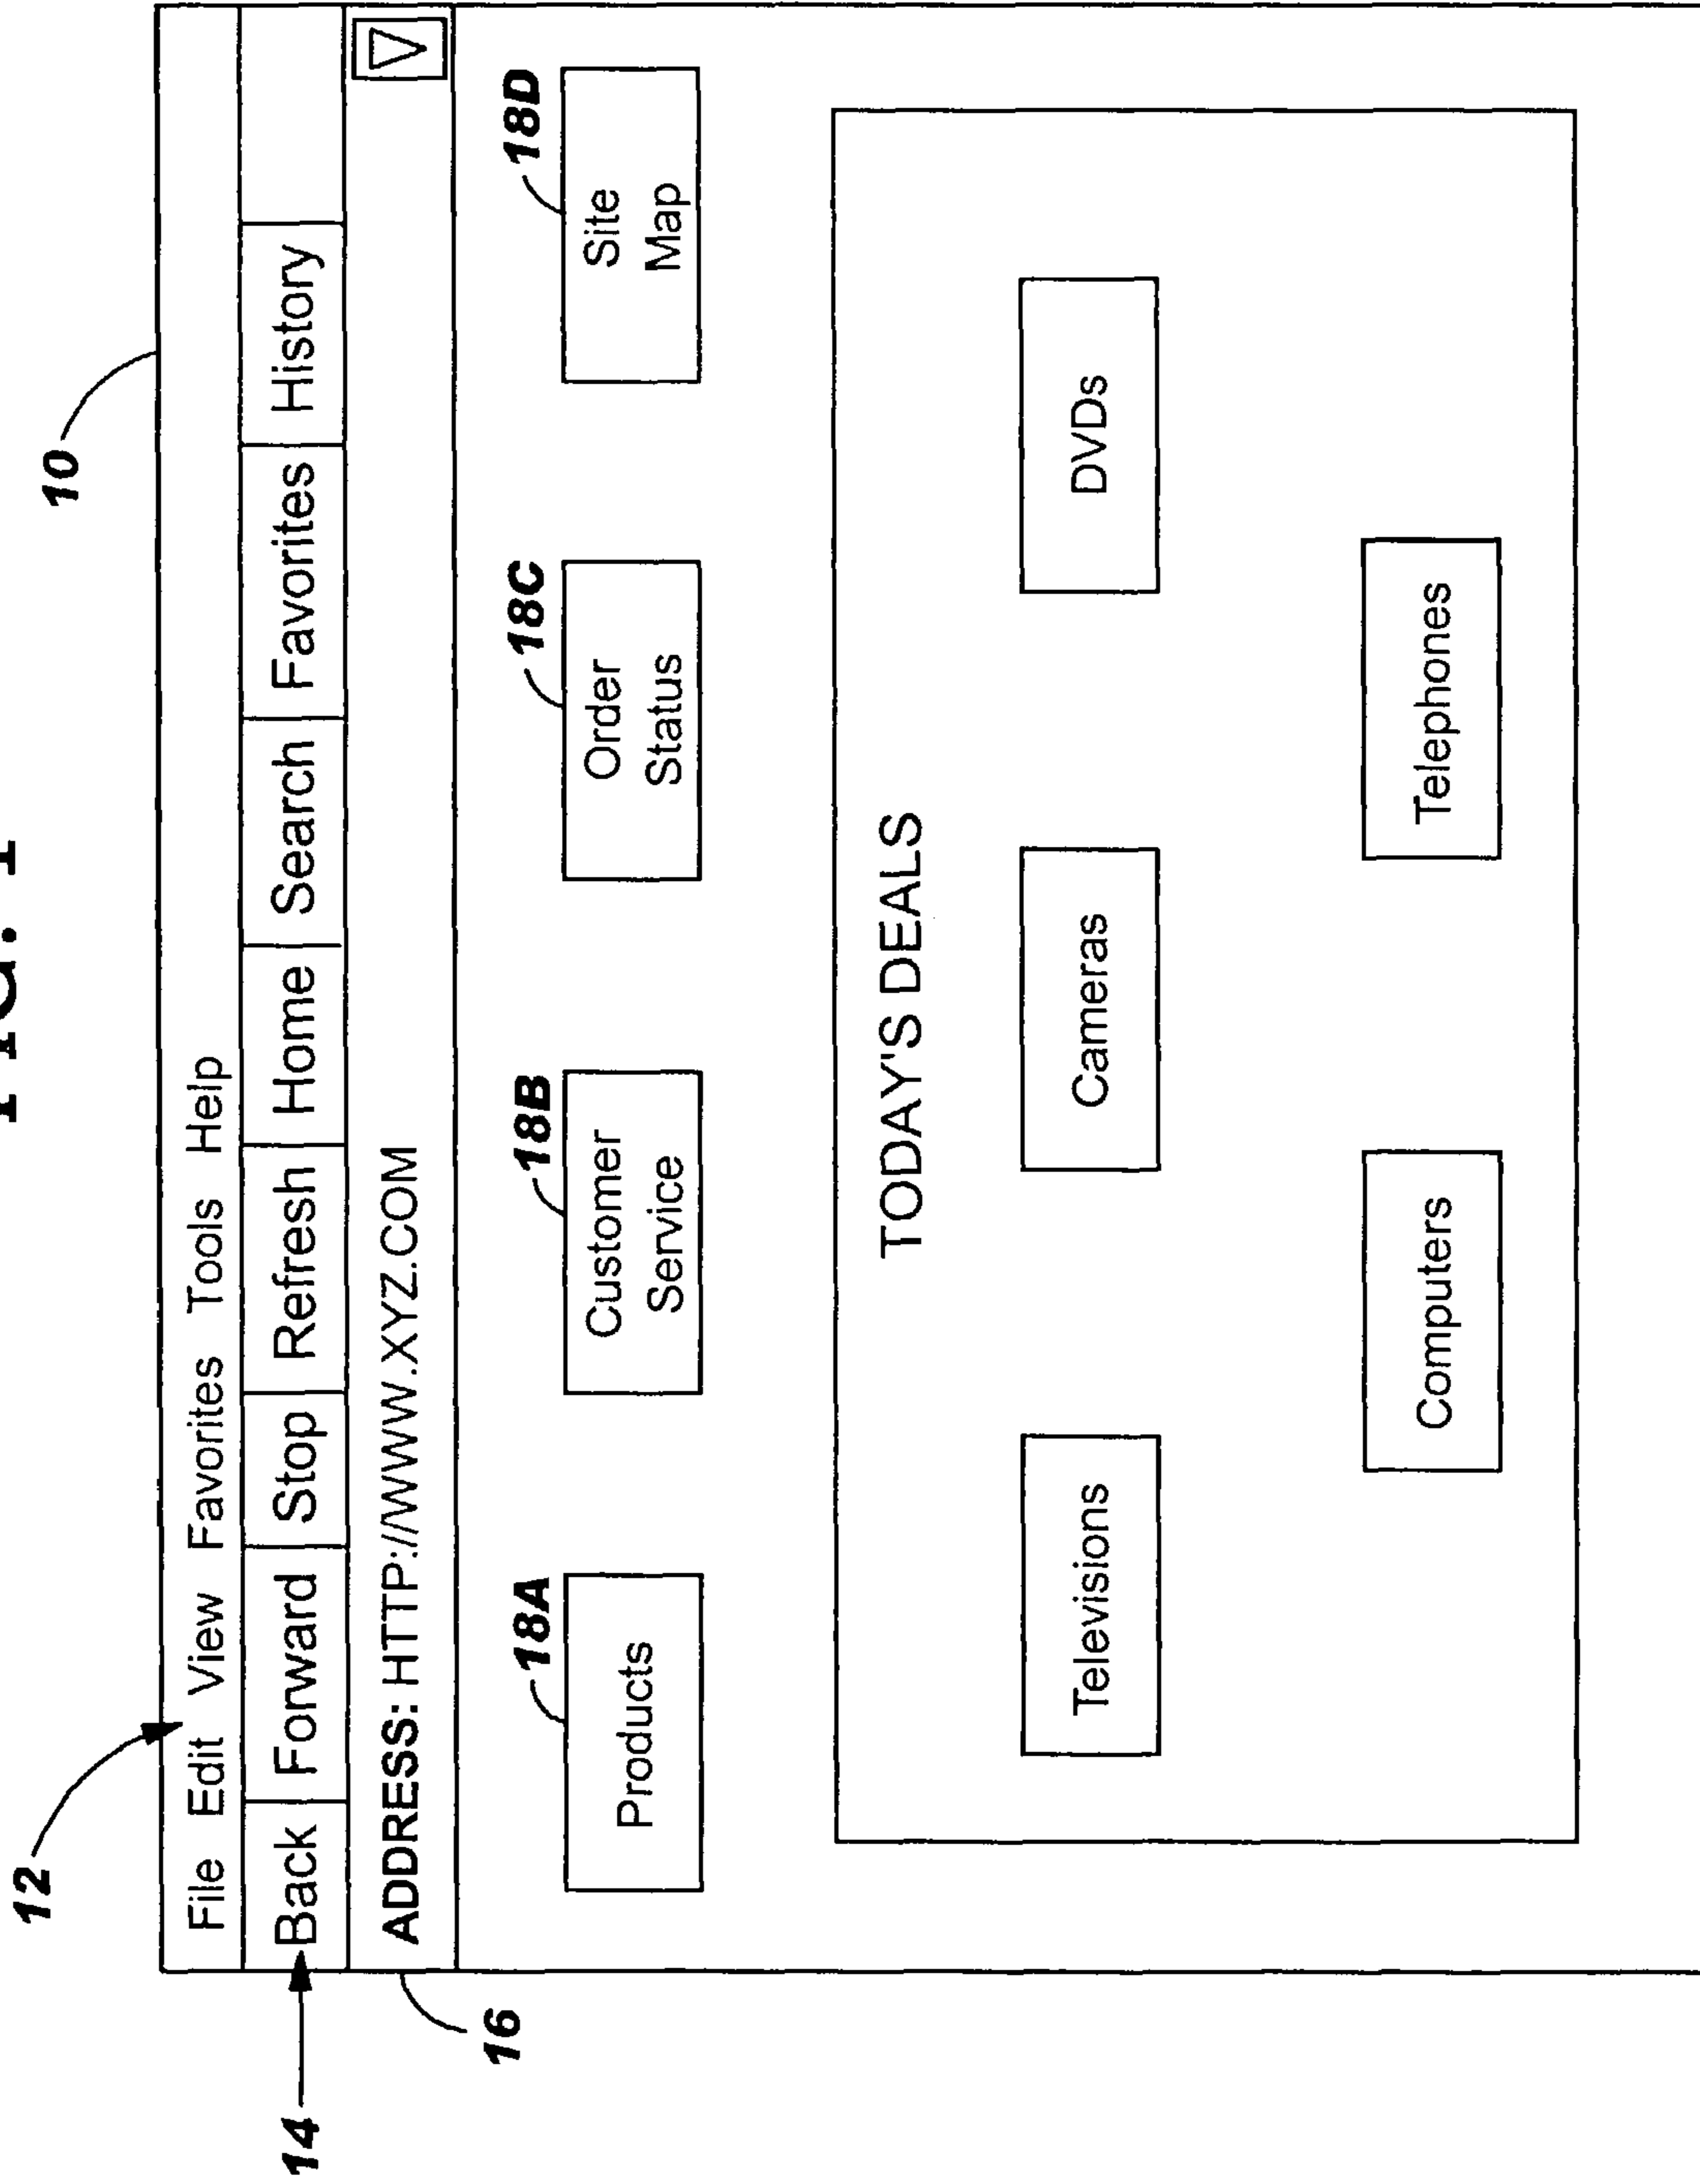 FIG. 1
10
12
File Edit View Favorites Tools Help
14
Back Forward Stop Refresh Home Search Favorites History
16
ADDRESS: HTTP://WWW.XYZ.COM
18A 18B 18C 18D
Products
Customer
Service
Order
Status
Site
Map
TODAY'S DEALS
Televisions Cameras DVDs
Computers Telephones